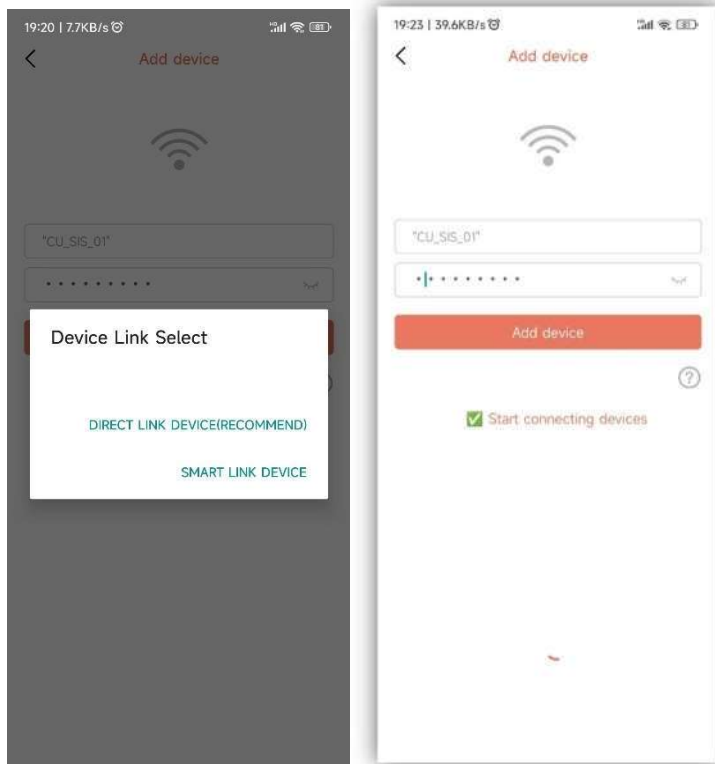 19:20 | 7.7KB/s
81
Add device
"CU_SIS_01"
Device Link Select
DIRECT LINK DEVICE(RECOMMEND)
SMART LINK DEVICE
19:23 | 39.6KB/s
Add device
"CU_SIS_01"
Add device
?
✅ Start connecting devices